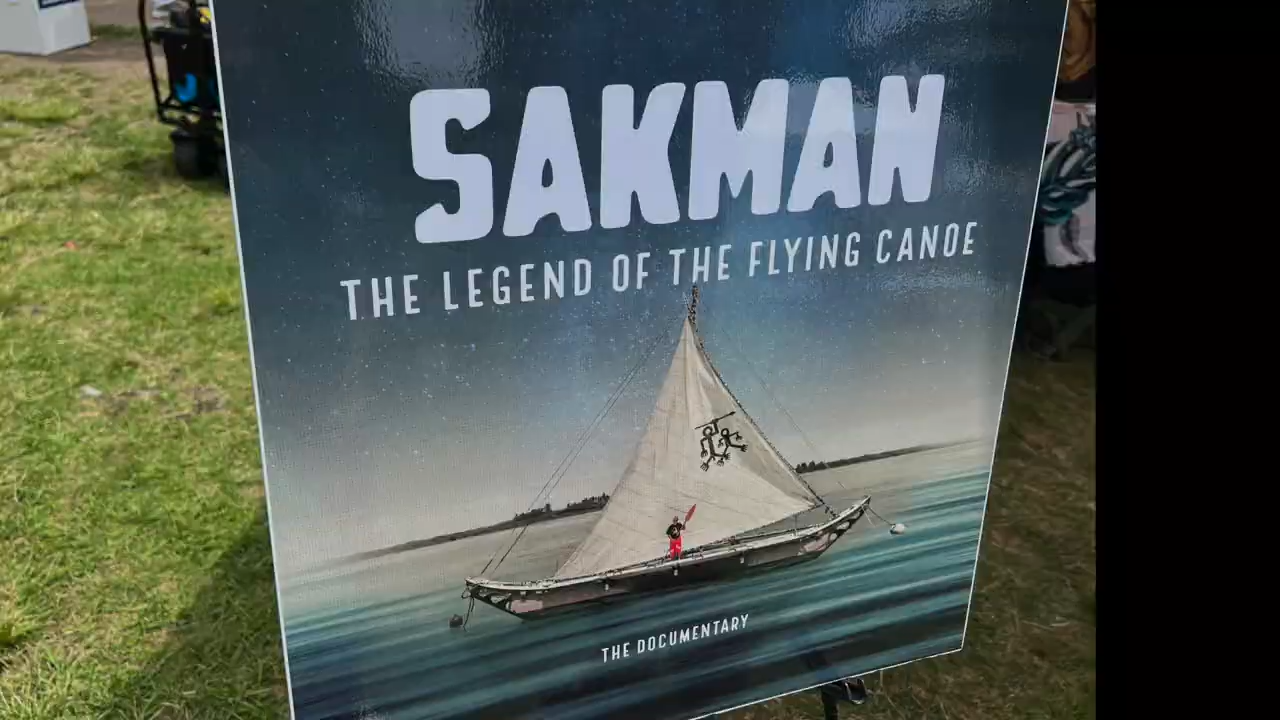 SAKMAN
THE LEGEND OF THE FLYING CANOE
THE DOCUMENTARY